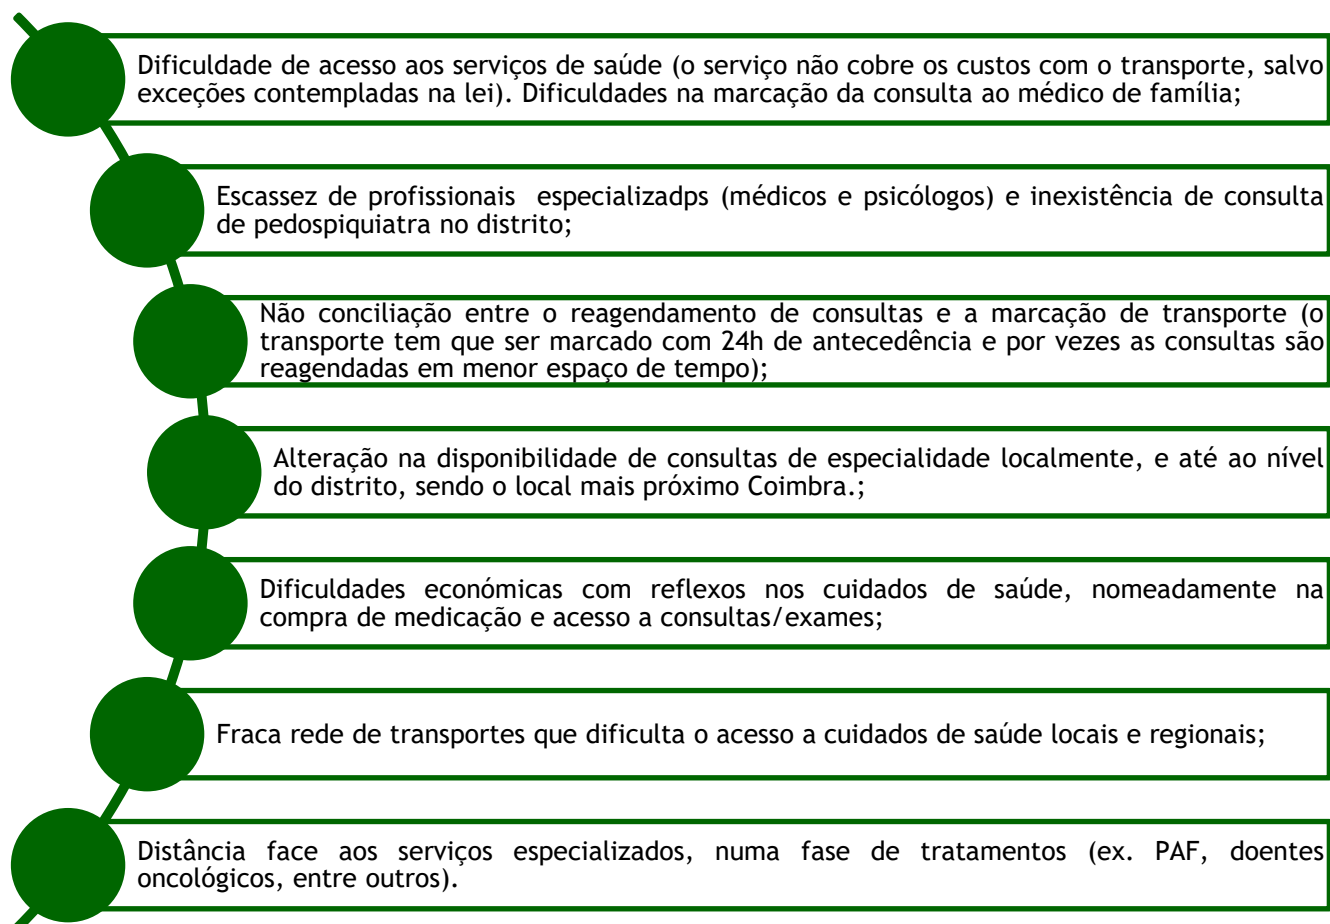 Dificuldade de acesso aos serviços de saúde (o serviço não cobre os custos com o transporte, salvo
exceções contempladas na lei). Dificuldades na marcação da consulta ao médico de família;
Escassez de profissionais especializadps (médicos e psicólogos) e inexistência de consulta
de pedospiquiatra no distrito;
Não conciliação entre o reagendamento de consultas e a marcação de transporte (o
transporte tem que ser marcado com 24h de antecedência e por vezes as consultas são
reagendadas em menor espaço de tempo);
Alteração na disponibilidade de consultas de especialidade localmente, e até ao nível
do distrito, sendo o local mais próximo Coimbra.;
Dificuldades económicas com reflexos nos cuidados de saúde, nomeadamente na
compra de medicação e acesso a consultas/exames;
Fraca rede de transportes que dificulta o acesso a cuidados de saúde locais e regionais;
Distância face aos serviços especializados, numa fase de tratamentos (ex. PAF, doentes
oncológicos, entre outros).